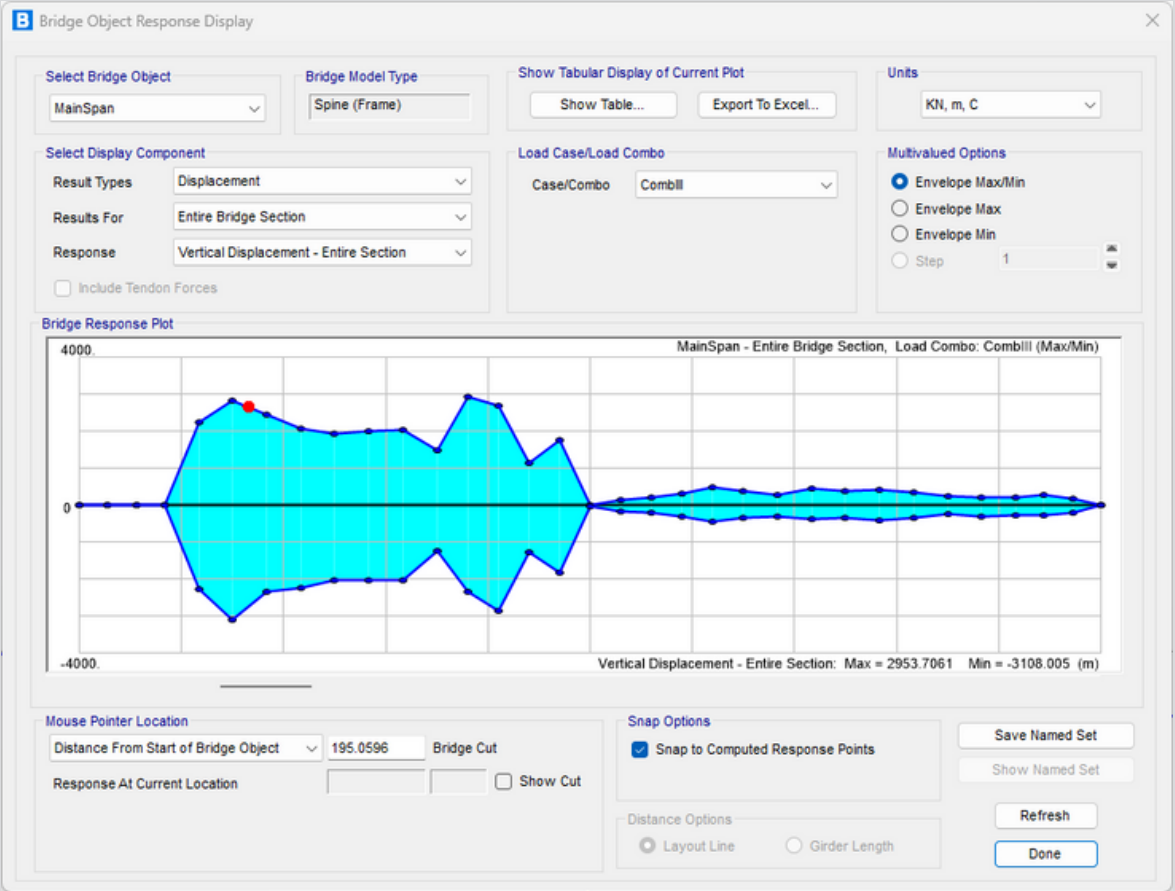 B Bridge Object Response Display
Select Bridge Object
MainSpan
Bridge Model Type
Spine (Frame)
Show Tabular Display of Current Plot
Show Table...
Export To Excel...
Units
KN, m, C
Select Display Component
Result Types
Displacement
Results For
Entire Bridge Section
Response
Vertical Displacement - Entire Section
Include Tendon Forces
Load Case/Load Combo
Case/Combo
CombIII
Multivalued Options
Envelope Max/Min
Envelope Max
Envelope Min
Step
1
Bridge Response Plot
4000.
MainSpan - Entire Bridge Section, Load Combo: CombIII (Max/Min)
0
-4000.
Vertical Displacement - Entire Section: Max = 2953.7061 Min = -3108.005 (m)
Mouse Pointer Location
Distance From Start of Bridge Object
195.0596
Bridge Cut
Response At Current Location
Show Cut
Snap Options
Snap to Computed Response Points
Distance Options
Layout Line
Girder Length
Save Named Set
Show Named Set
Refresh
Done